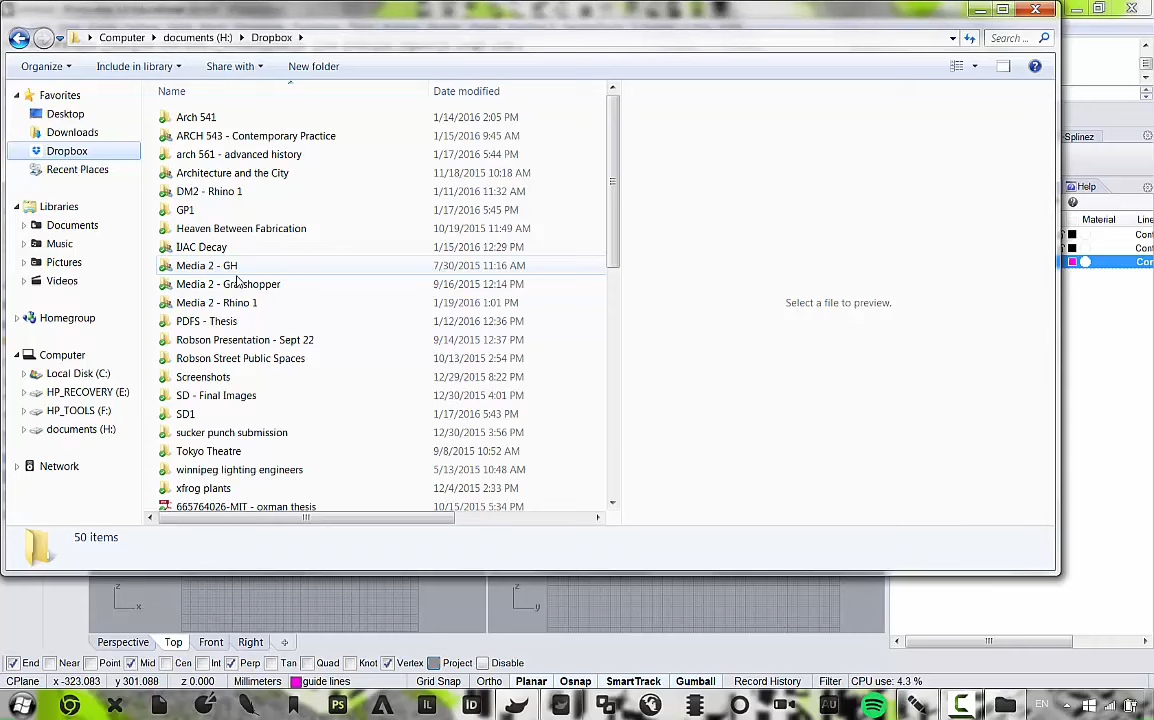 Computer ▸ documents (H:) ▸ Dropbox ▸
Search ...
Organize
Include in library
Share with
New folder
Name
Date modified
Favorites
Desktop
Downloads
Dropbox
Recent Places
Libraries
Documents
Music
Pictures
Videos
Homegroup
Computer
Local Disk (C:)
HP_RECOVERY (E:)
HP_TOOLS (F:)
documents (H:)
Network
Arch 541 1/14/2016 2:05 PM
ARCH 543 - Contemporary Practice 1/15/2016 9:45 AM
arch 561 - advanced history 1/17/2016 5:44 PM
Architecture and the City 11/18/2015 10:18 AM
DM2 - Rhino 1 1/11/2016 11:32 AM
GP1 1/17/2016 5:45 PM
Heaven Between Fabrication 10/19/2015 11:49 AM
IJAC Decay 1/15/2016 12:29 PM
Media 2 - GH 7/30/2015 11:16 AM
Media 2 - Grasshopper 9/16/2015 12:14 PM
Media 2 - Rhino 1 1/19/2016 1:01 PM
PDFS - Thesis 1/12/2016 12:36 PM
Robson Presentation - Sept 22 9/14/2015 12:37 PM
Robson Street Public Spaces 10/13/2015 2:54 PM
Screenshots 12/29/2015 8:22 PM
SD - Final Images 12/30/2015 4:01 PM
SD1 1/17/2016 5:43 PM
sucker punch submission 12/30/2015 3:56 PM
Tokyo Theatre 9/8/2015 10:52 AM
winnipeg lighting engineers 5/13/2015 10:48 AM
xfrog plants 12/4/2015 2:33 PM
665764026-MIT - oxman thesis 10/15/2015 5:34 PM
Select a file to preview.
50 items
Splinez
Help
Material Line
Cont
Cont
Cont
z x
z y
Perspective Top Front Right
End Near Point Mid Cen Int Perp Tan Quad Knot Vertex Project Disable
CPlane x -323.083 y 301.088 z 0.000 Millimeters guide lines Grid Snap Ortho Planar Osnap SmartTrack Gumball Record History Filter CPU use: 4.3 %
PS IL ID AU EN